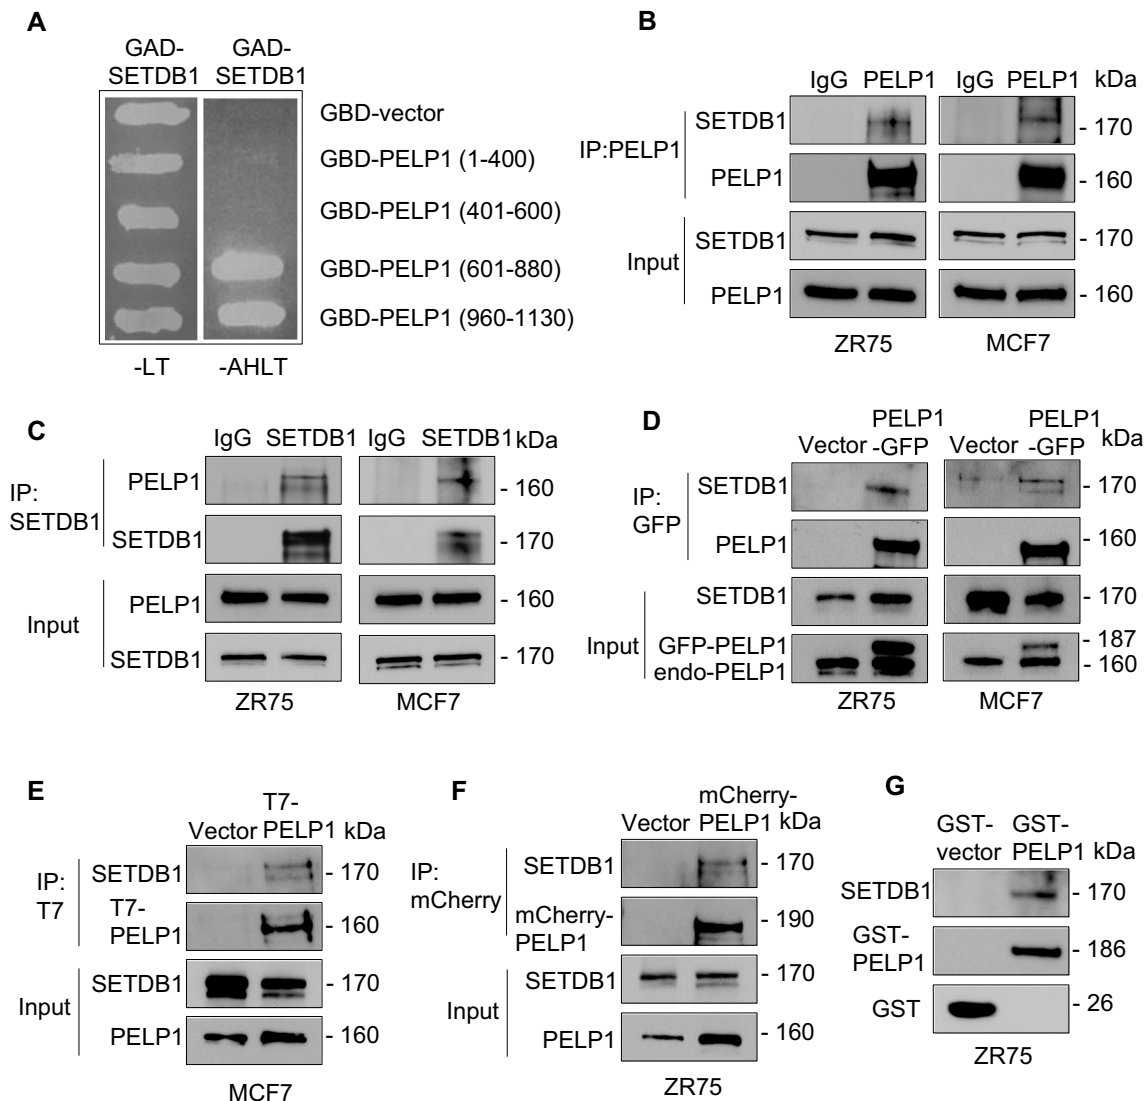 A
GAD-
SETDB1
GAD-
SETDB1
GBD-vector
GBD-PELP1 (1-400)
GBD-PELP1 (401-600)
GBD-PELP1 (601-880)
GBD-PELP1 (960-1130)
-LT
-AHLT
B
IgG PELP1 IgG PELP1 kDa
IP:PELP1
SETDB1
- 170
PELP1
- 160
Input
SETDB1
- 170
PELP1
- 160
ZR75
MCF7
C
IgG SETDB1 IgG SETDB1 kDa
IP:
SETDB1
PELP1
- 160
SETDB1
- 170
Input
PELP1
- 160
SETDB1
- 170
ZR75
MCF7
D
Vector
PELP1
-GFP
Vector
PELP1
-GFP
kDa
IP:
GFP
SETDB1
- 170
PELP1
- 160
Input
SETDB1
- 170
GFP-PELP1
- 187
endo-PELP1
- 160
ZR75
MCF7
E
Vector
T7-
PELP1
kDa
IP:
T7
SETDB1
- 170
T7-
PELP1
- 160
Input
SETDB1
- 170
PELP1
- 160
MCF7
F
Vector
mCherry-
PELP1
kDa
IP:
mCherry
SETDB1
- 170
mCherry-
PELP1
- 190
Input
SETDB1
- 170
PELP1
- 160
ZR75
G
GST-
vector
GST-
PELP1
kDa
SETDB1
- 170
GST-
PELP1
- 186
GST
- 26
ZR75